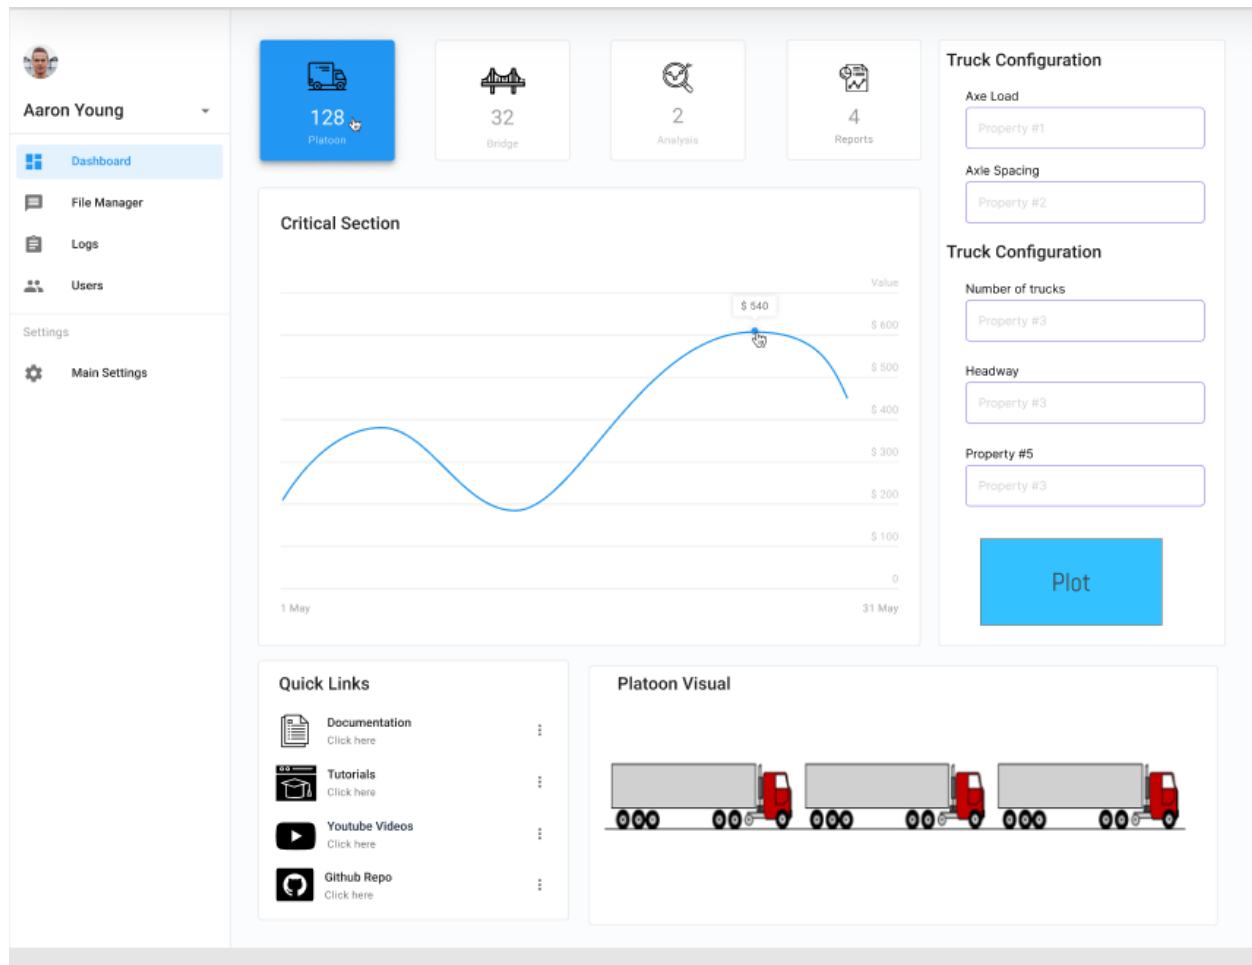 Aaron Young
Dashboard
File Manager
Logs
Users
Settings
Main Settings
128
Platoon
32
Bridge
2
Analysis
4
Reports
Critical Section
Value
$ 540
$ 600
$ 500
$ 400
$ 300
$ 200
$ 100
0
1 May
31 May
Truck Configuration
Axe Load
Property #1
Axle Spacing
Property #2
Truck Configuration
Number of trucks
Property #3
Headway
Property #3
Property #5
Property #3
Plot
Quick Links
Documentation
Click here
Tutorials
Click here
Youtube Videos
Click here
Github Repo
Click here
Platoon Visual